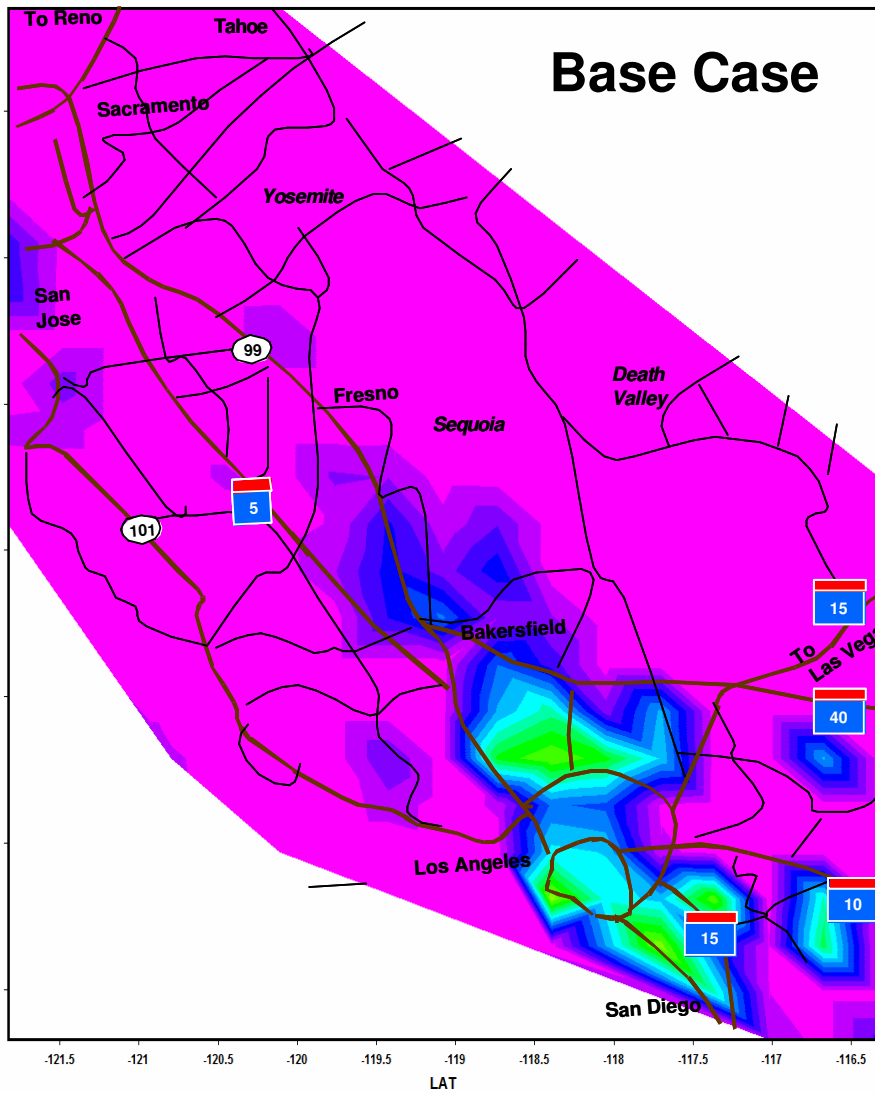 To Reno
Tahoe
Base Case
Sacramento
Yosemite
San
Jose
99
Death
Valley
Fresno
Sequoia
5
101
15
Bakersfield
To
Las Vega
40
Los Angeles
10
15
San Diego
-121.5 -121 -120.5 -120 -119.5 -119 -118.5 -118 -117.5 -117 -116.5
LAT